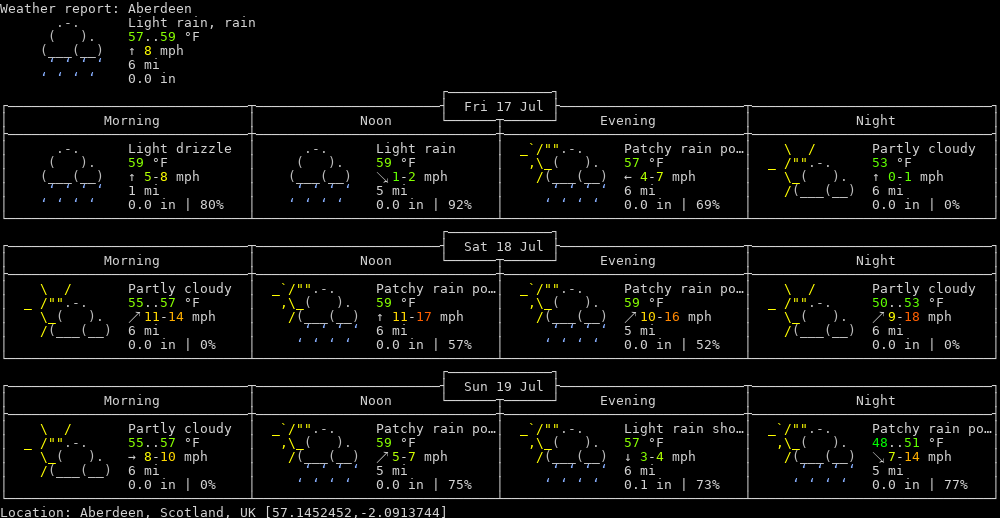 Weather report: Aberdeen
Light rain, rain
57..59 °F
↑ 8 mph
6 mi
0.0 in
Fri 17 Jul
Morning Noon Evening Night
Light drizzle Light rain Patchy rain po… Partly cloudy
59 °F 59 °F 57 °F 53 °F
↑ 5-8 mph ↘ 1-2 mph ← 4-7 mph ↑ 0-1 mph
1 mi 5 mi 6 mi 6 mi
0.0 in | 80% 0.0 in | 92% 0.0 in | 69% 0.0 in | 0%
Sat 18 Jul
Morning Noon Evening Night
Partly cloudy Patchy rain po… Patchy rain po… Partly cloudy
55..57 °F 59 °F 59 °F 50..53 °F
↗ 11-14 mph ↑ 11-17 mph ↗ 10-16 mph ↗ 9-18 mph
6 mi 6 mi 5 mi 6 mi
0.0 in | 0% 0.0 in | 57% 0.0 in | 52% 0.0 in | 0%
Sun 19 Jul
Morning Noon Evening Night
Partly cloudy Patchy rain po… Light rain sho… Patchy rain po…
55..57 °F 59 °F 57 °F 48..51 °F
→ 8-10 mph ↗ 5-7 mph ↓ 3-4 mph ↘ 7-14 mph
6 mi 5 mi 6 mi 5 mi
0.0 in | 0% 0.0 in | 75% 0.1 in | 73% 0.0 in | 77%
Location: Aberdeen, Scotland, UK [57.1452452,-2.0913744]